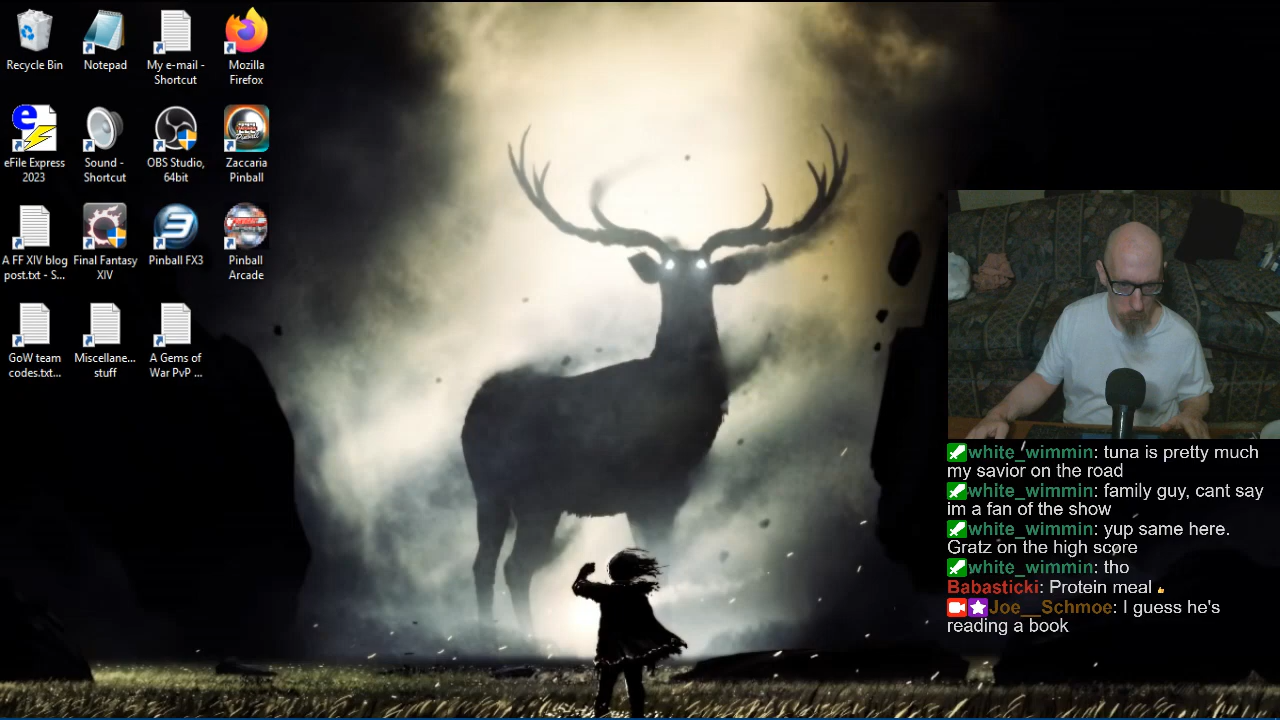 Recycle Bin
Notepad
My e-mail -
Shortcut
Mozilla
Firefox
eFile Express
2023
Sound -
Shortcut
OBS Studio,
64bit
Zaccaria
Pinball
A FF XIV blog
post.txt - S...
Final Fantasy
XIV
Pinball FX3
Pinball
Arcade
GoW team
codes.txt...
Miscellane...
stuff
A Gems of
War PvP ...
white_wimmin: tuna is pretty much
my savior on the road
white_wimmin: family guy, cant say
im a fan of the show
white_wimmin: yup same here.
Gratz on the high score
white_wimmin: tho
Babasticki: Protein meal
Joe__Schmoe: I guess he's
reading a book